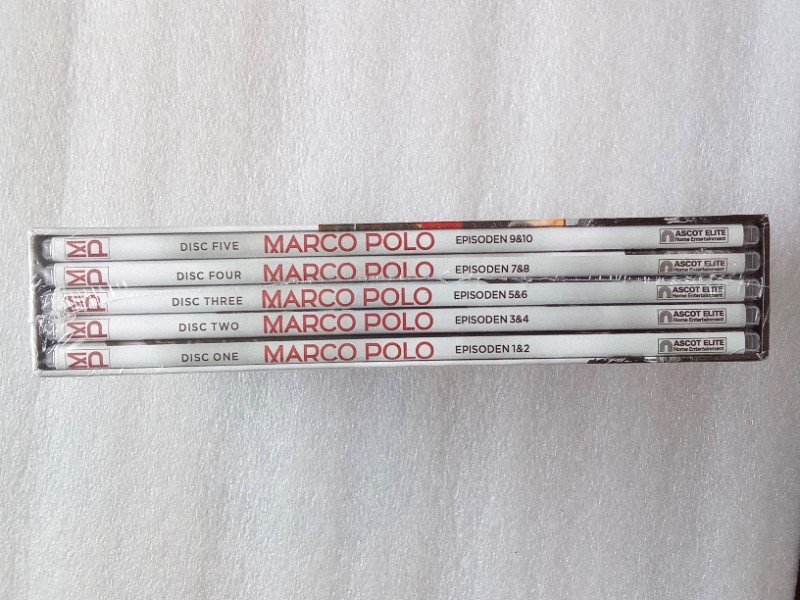 MP DISC FIVE MARCO POLO EPISODEN 9&10 ASCOT ELITE Home Entertainment
MP DISC FOUR MARCO POLO EPISODEN 7&8 ASCOT ELITE Home Entertainment
MP DISC THREE MARCO POLO EPISODEN 5&6 ASCOT ELITE Home Entertainment
MP DISC TWO MARCO POLO EPISODEN 3&4 ASCOT ELITE Home Entertainment
MP DISC ONE MARCO POLO EPISODEN 1&2 ASCOT ELITE Home Entertainment